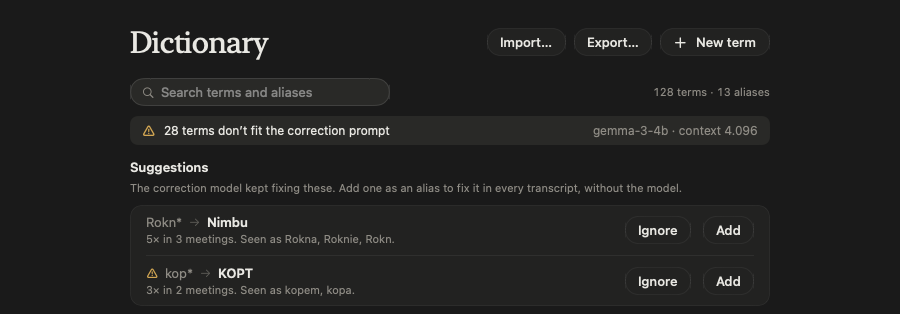 Dictionary
Import...
Export...
+ New term
Search terms and aliases
128 terms · 13 aliases
28 terms don't fit the correction prompt
gemma-3-4b · context 4.096
Suggestions
The correction model kept fixing these. Add one as an alias to fix it in every transcript, without the model.
Rokn* → Nimbu
5× in 3 meetings. Seen as Rokna, Roknie, Rokn.
Ignore
Add
kop* → KOPT
3× in 2 meetings. Seen as kopem, kopa.
Ignore
Add